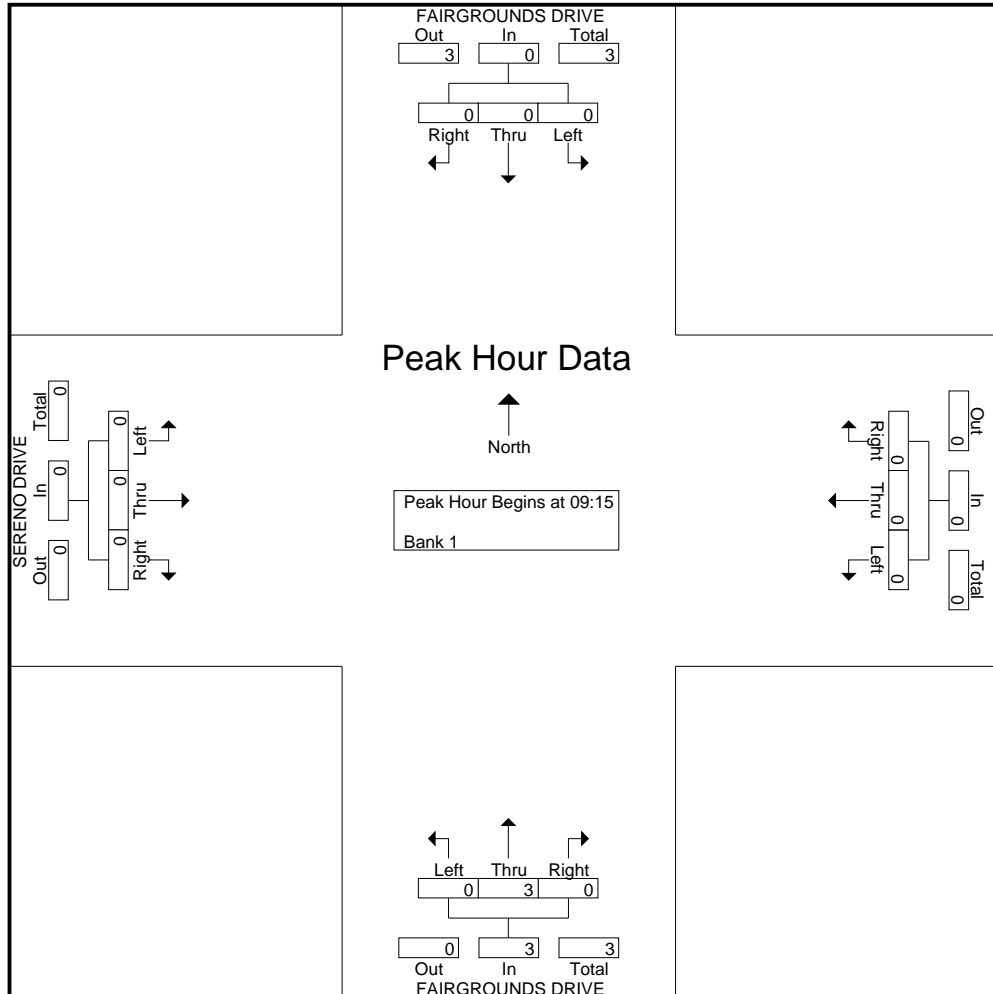 FAIRGROUNDS DRIVE
Out In Total
3 0 3
0 0 0
Right Thru Left
Peak Hour Data
North
Peak Hour Begins at 09:15
Bank 1
SERENO DRIVE
Out In Total
0 0 0
0 0 0
Right Thru Left
Out In Total
0 0 0
Right Thru Left
0 0 0
Left Thru Right
0 3 0
0 3 3
Out In Total
FAIRGROUNDS DRIVE